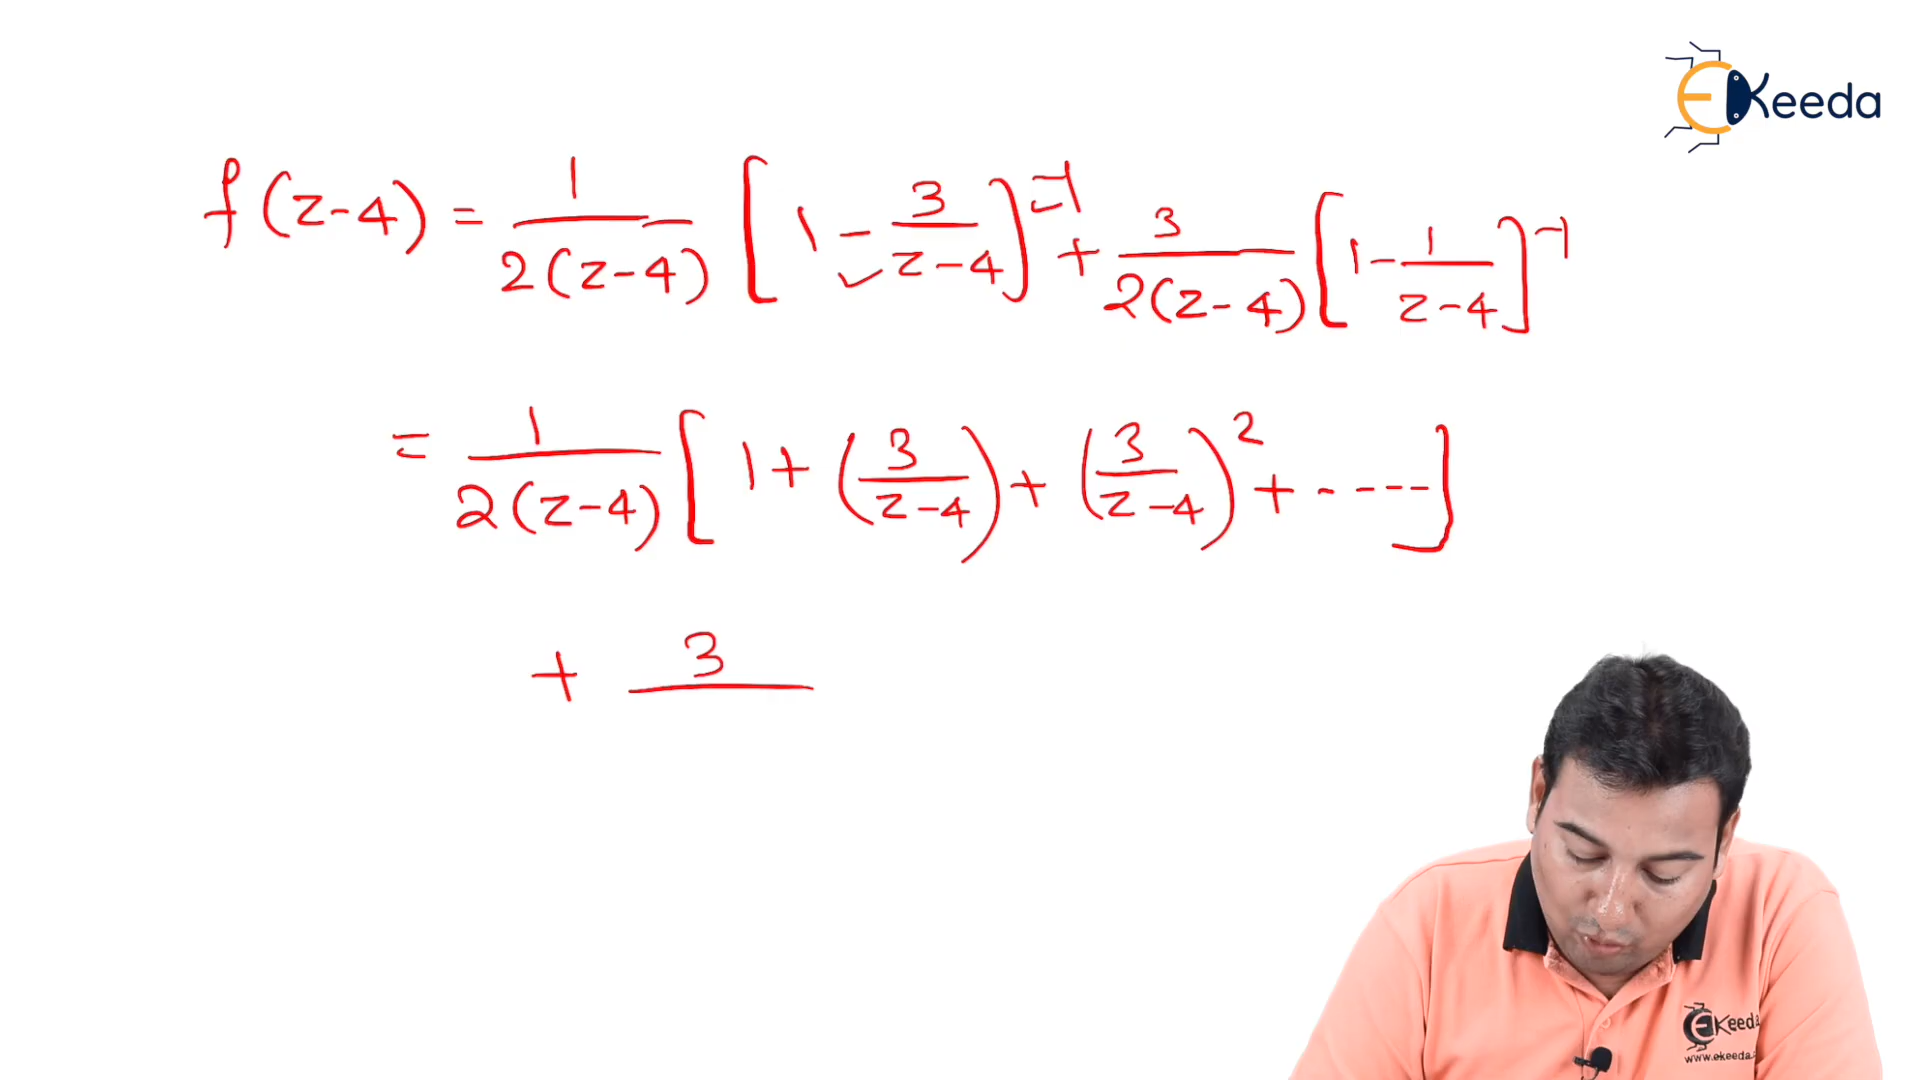 EKeeda
f(z-4) = 1/2(z-4) [1 - 3/z-4]^-1 + 3/2(z-4) [1 - 1/z-4]^-1
= 1/2(z-4) [1 + (3/z-4) + (3/z-4)^2 + - - - - -]
+ 3/
EKeeda
www.ekeeda.